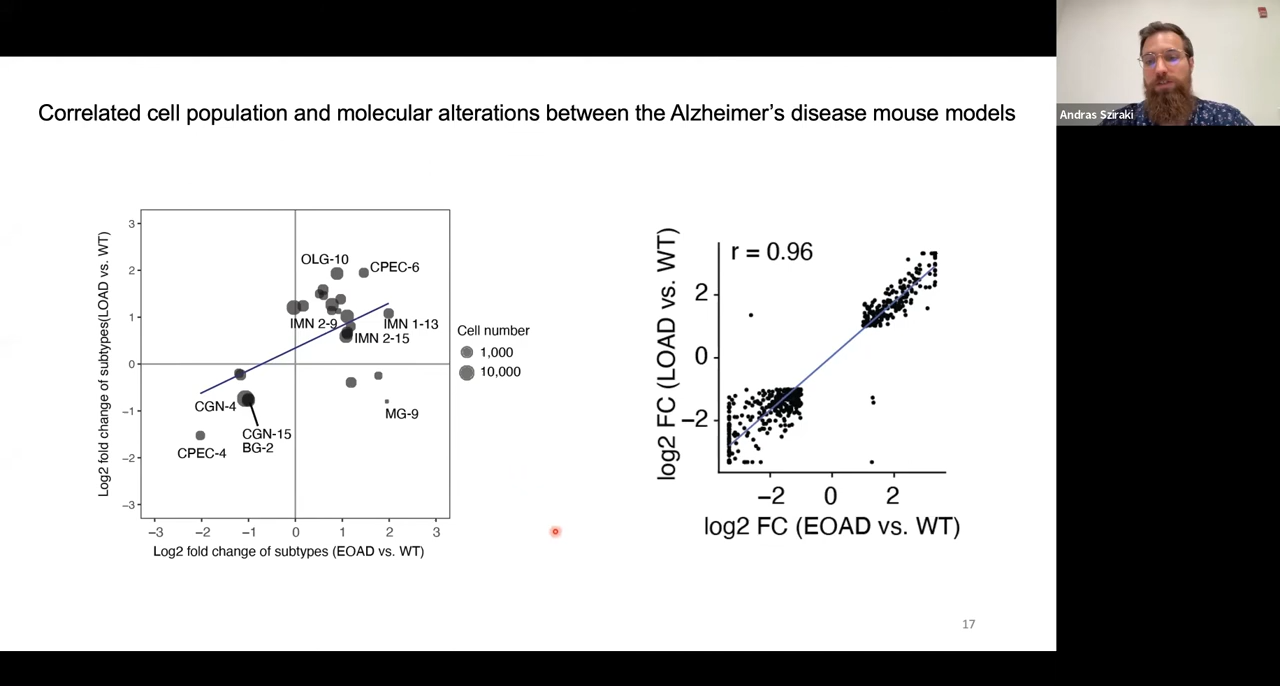 Correlated cell population and molecular alterations between the Alzheimer's disease mouse models
Andras Sziraki
Log2 fold change of subtypes(LOAD vs. WT)
3
2
1
0
−1
−2
−3
OLG-10
CPEC-6
IMN 2-9
IMN 1-13
IMN 2-15
CGN-4
CGN-15
BG-2
CPEC-4
MG-9
−3 −2 −1 0 1 2 3
Log2 fold change of subtypes (EOAD vs. WT)
Cell number
1,000
10,000
log2 FC (LOAD vs. WT)
r = 0.96
2
0
−2
−2 0 2
log2 FC (EOAD vs. WT)
17